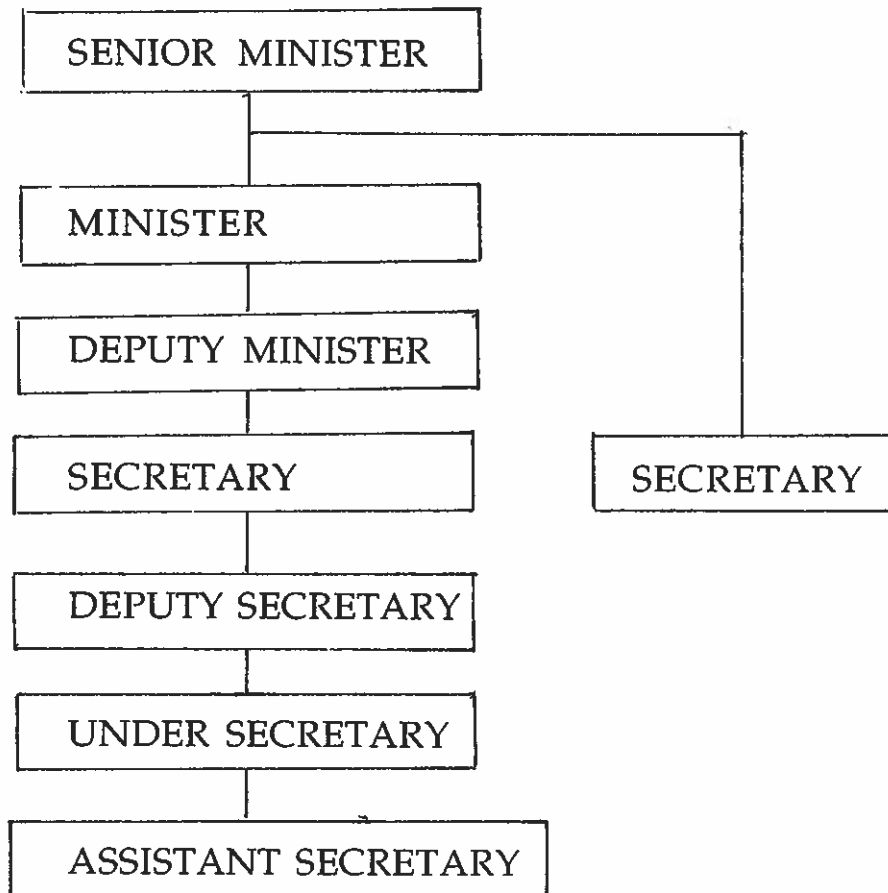 SENIOR MINISTER
MINISTER
DEPUTY MINISTER
SECRETARY
SECRETARY
DEPUTY SECRETARY
UNDER SECRETARY
ASSISTANT SECRETARY